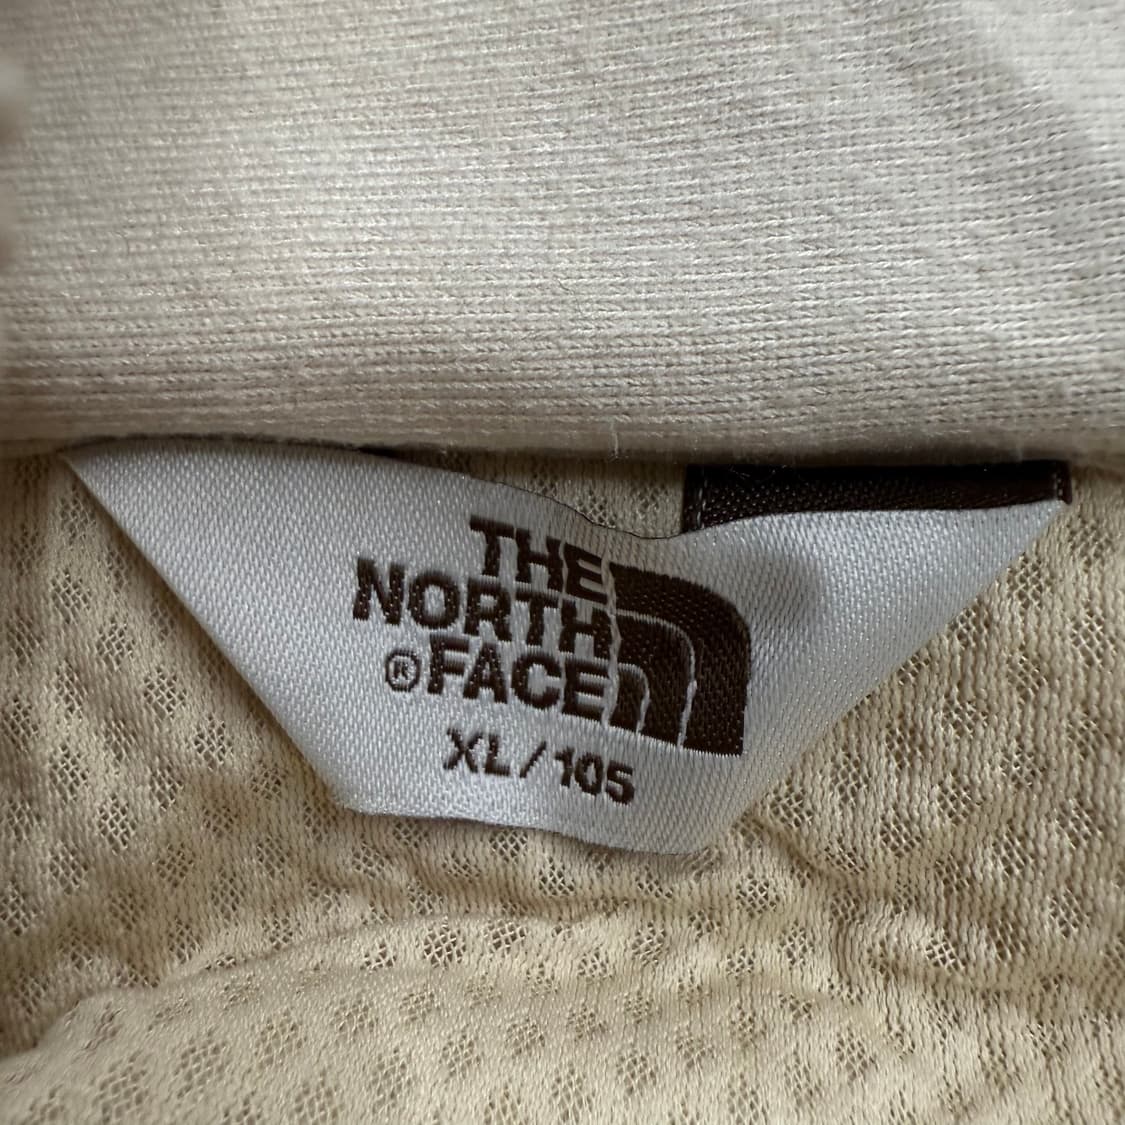 THE
NORTH
®FACE
XL/105